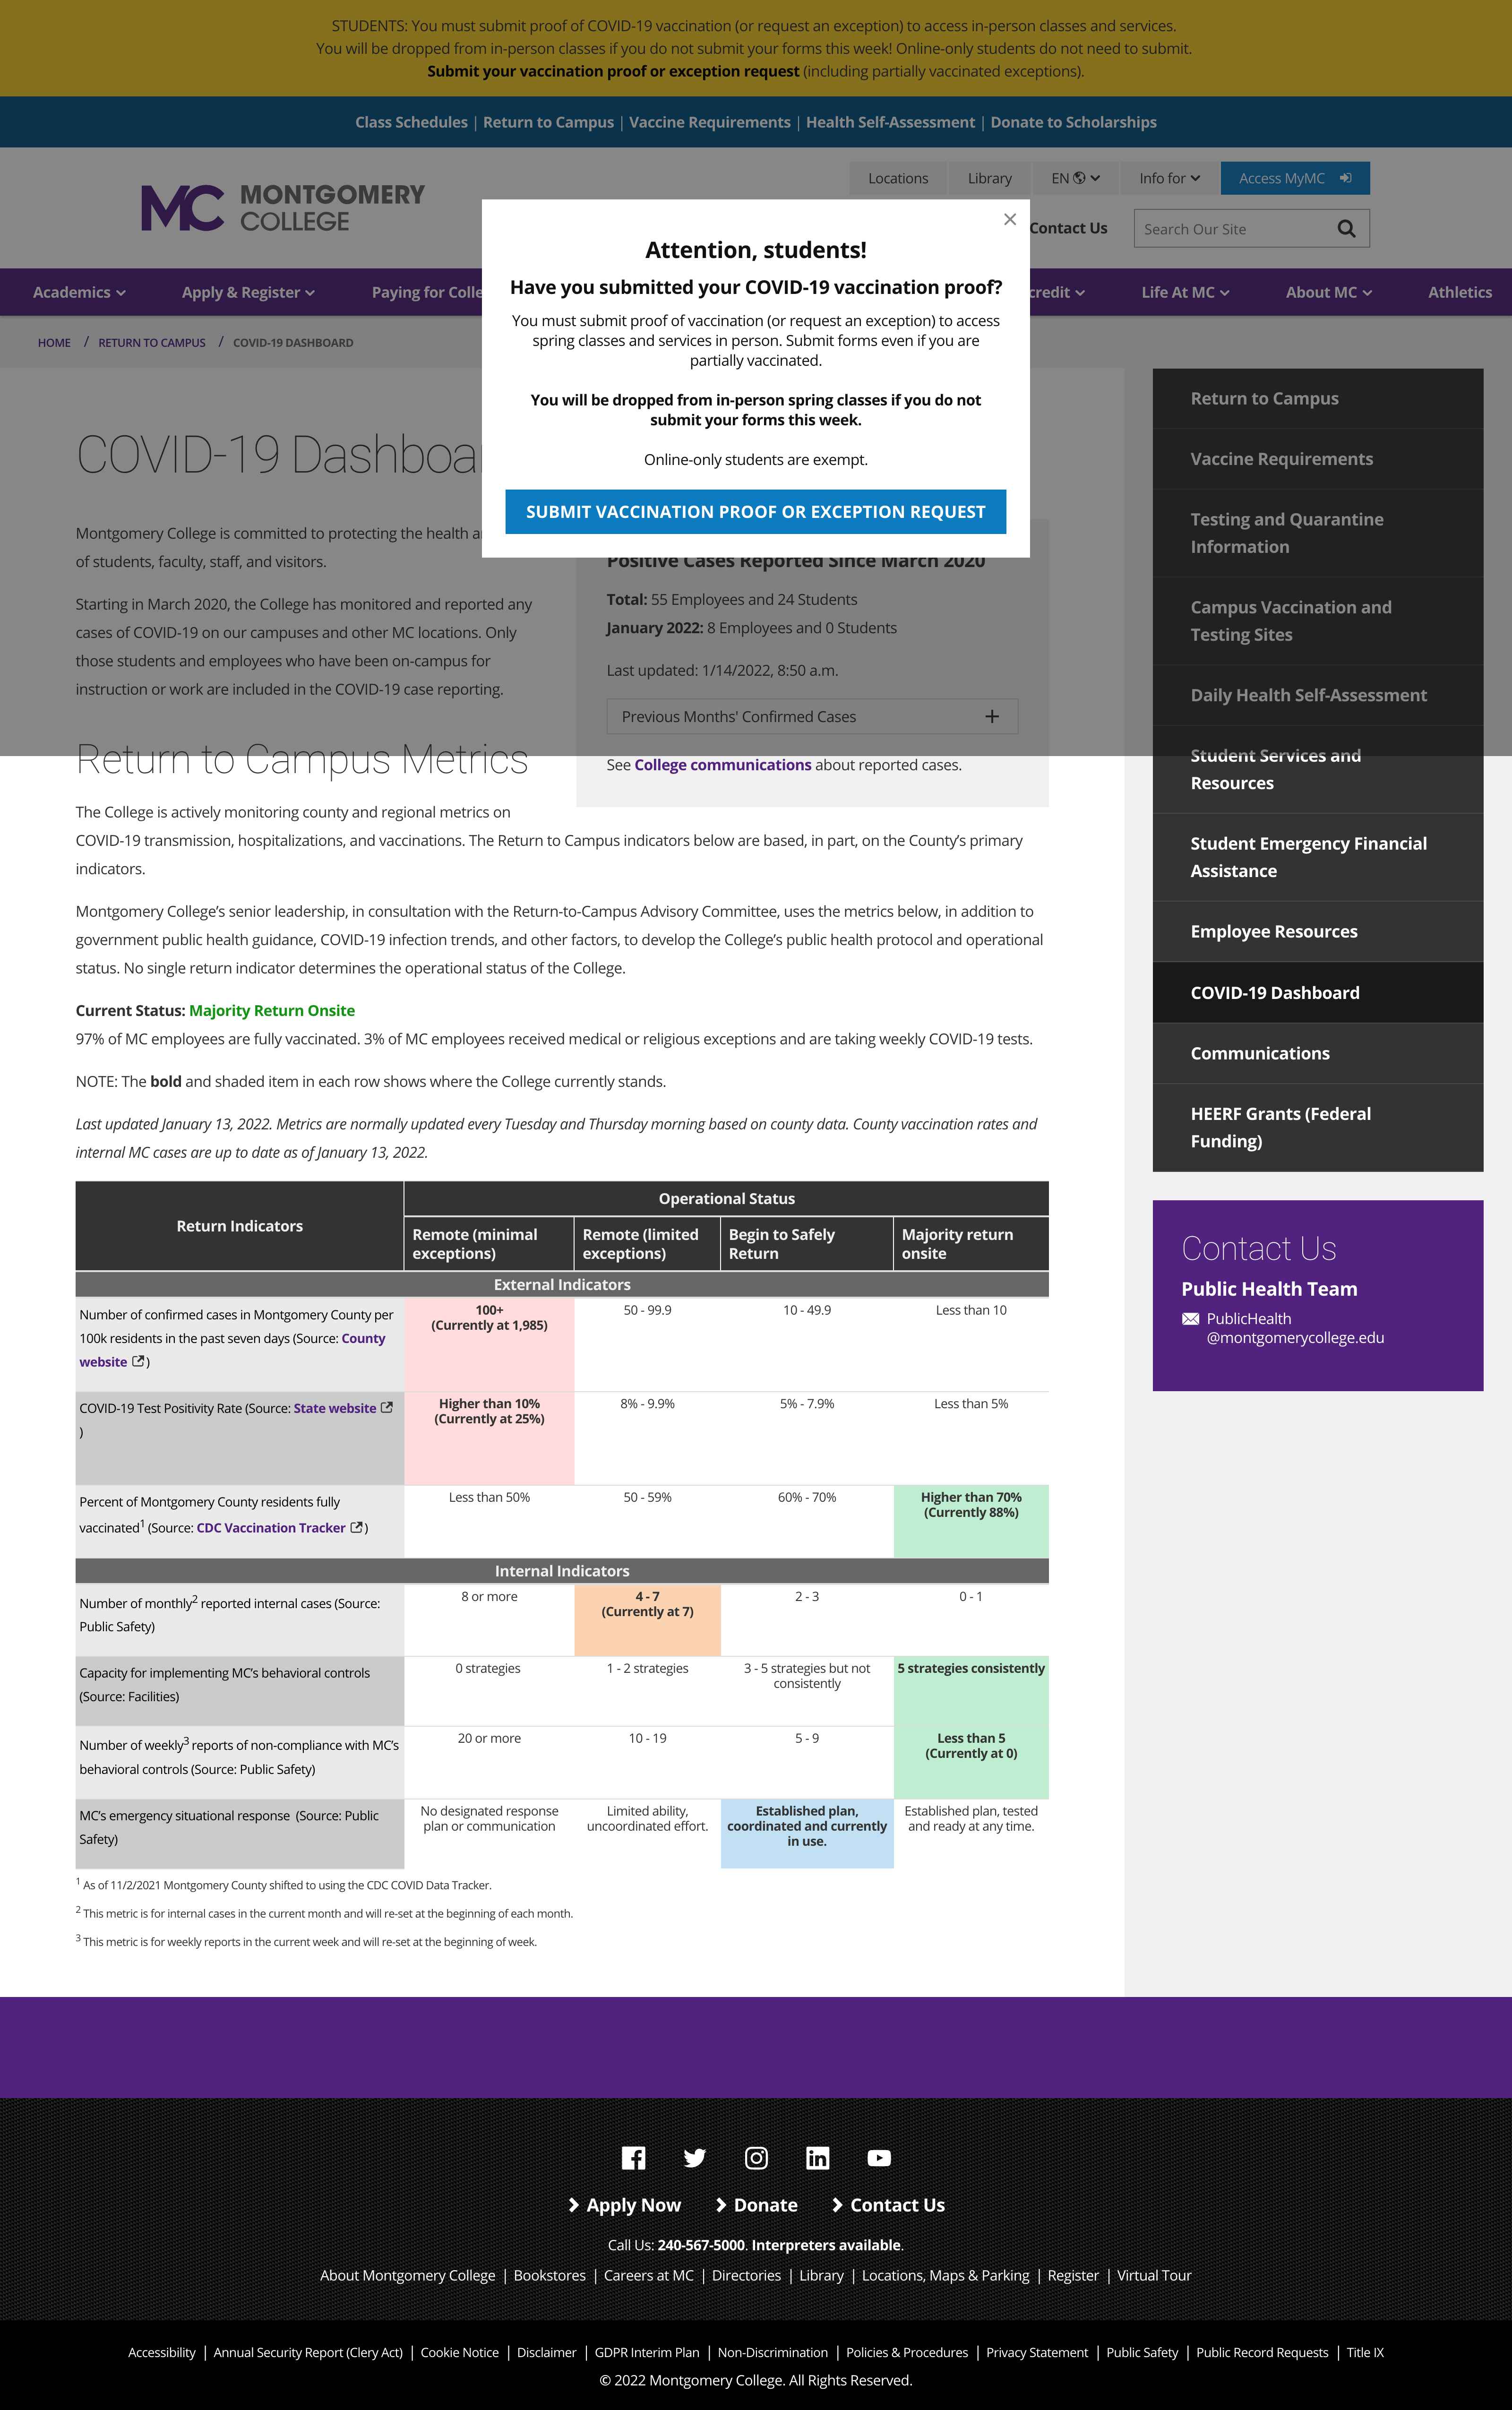 STUDENTS: You must submit proof of COVID-19 vaccination (or request an exception) to access in-person classes and services.
You will be dropped from in-person classes if you do not submit your forms this week! Online-only students do not need to submit.
Submit your vaccination proof or exception request (including partially vaccinated exceptions).
Class Schedules | Return to Campus | Vaccine Requirements | Health Self-Assessment | Donate to Scholarships
Locations Library EN Info for Access MyMC
MC MONTGOMERY
COLLEGE
Contact Us Search Our Site
Academics Apply & Register Paying for Colle credit Life At MC About MC Athletics
HOME / RETURN TO CAMPUS / COVID-19 DASHBOARD
×
Attention, students!
Have you submitted your COVID-19 vaccination proof?
You must submit proof of vaccination (or request an exception) to access
spring classes and services in person. Submit forms even if you are
partially vaccinated.
You will be dropped from in-person spring classes if you do not
submit your forms this week.
Online-only students are exempt.
SUBMIT VACCINATION PROOF OR EXCEPTION REQUEST
COVID-19 Dashboa
Montgomery College is committed to protecting the health a
of students, faculty, staff, and visitors.
Starting in March 2020, the College has monitored and reported any
cases of COVID-19 on our campuses and other MC locations. Only
those students and employees who have been on-campus for
instruction or work are included in the COVID-19 case reporting.
Positive Cases Reported Since March 2020
Total: 55 Employees and 24 Students
January 2022: 8 Employees and 0 Students
Last updated: 1/14/2022, 8:50 a.m.
Previous Months' Confirmed Cases +
See College communications about reported cases.
Return to Campus Metrics
The College is actively monitoring county and regional metrics on
COVID-19 transmission, hospitalizations, and vaccinations. The Return to Campus indicators below are based, in part, on the County's primary
indicators.
Montgomery College's senior leadership, in consultation with the Return-to-Campus Advisory Committee, uses the metrics below, in addition to
government public health guidance, COVID-19 infection trends, and other factors, to develop the College's public health protocol and operational
status. No single return indicator determines the operational status of the College.
Current Status: Majority Return Onsite
97% of MC employees are fully vaccinated. 3% of MC employees received medical or religious exceptions and are taking weekly COVID-19 tests.
NOTE: The bold and shaded item in each row shows where the College currently stands.
Last updated January 13, 2022. Metrics are normally updated every Tuesday and Thursday morning based on county data. County vaccination rates and
internal MC cases are up to date as of January 13, 2022.
Return Indicators
Operational Status
Remote (minimal
exceptions)
Remote (limited
exceptions)
Begin to Safely
Return
Majority return
onsite
External Indicators
Number of confirmed cases in Montgomery County per
100k residents in the past seven days (Source: County
website )
100+
(Currently at 1,985)
50 - 99.9
10 - 49.9
Less than 10
COVID-19 Test Positivity Rate (Source: State website
)
Higher than 10%
(Currently at 25%)
8% - 9.9%
5% - 7.9%
Less than 5%
Percent of Montgomery County residents fully
vaccinated1 (Source: CDC Vaccination Tracker )
Less than 50%
50 - 59%
60% - 70%
Higher than 70%
(Currently 88%)
Internal Indicators
Number of monthly2 reported internal cases (Source:
Public Safety)
8 or more
4 - 7
(Currently at 7)
2 - 3
0 - 1
Capacity for implementing MC's behavioral controls
(Source: Facilities)
0 strategies
1 - 2 strategies
3 - 5 strategies but not
consistently
5 strategies consistently
Number of weekly3 reports of non-compliance with MC's
behavioral controls (Source: Public Safety)
20 or more
10 - 19
5 - 9
Less than 5
(Currently at 0)
MC's emergency situational response (Source: Public
Safety)
No designated response
plan or communication
Limited ability,
uncoordinated effort.
Established plan,
coordinated and currently
in use.
Established plan, tested
and ready at any time.
1 As of 11/2/2021 Montgomery County shifted to using the CDC COVID Data Tracker.
2 This metric is for internal cases in the current month and will re-set at the beginning of each month.
3 This metric is for weekly reports in the current week and will re-set at the beginning of week.
Return to Campus
Vaccine Requirements
Testing and Quarantine
Information
Campus Vaccination and
Testing Sites
Daily Health Self-Assessment
Student Services and
Resources
Student Emergency Financial
Assistance
Employee Resources
COVID-19 Dashboard
Communications
HEERF Grants (Federal
Funding)
Contact Us
Public Health Team
PublicHealth
@montgomerycollege.edu
Apply Now Donate Contact Us
Call Us: 240-567-5000. Interpreters available.
About Montgomery College | Bookstores | Careers at MC | Directories | Library | Locations, Maps & Parking | Register | Virtual Tour
Accessibility | Annual Security Report (Clery Act) | Cookie Notice | Disclaimer | GDPR Interim Plan | Non-Discrimination | Policies & Procedures | Privacy Statement | Public Safety | Public Record Requests | Title IX
© 2022 Montgomery College. All Rights Reserved.